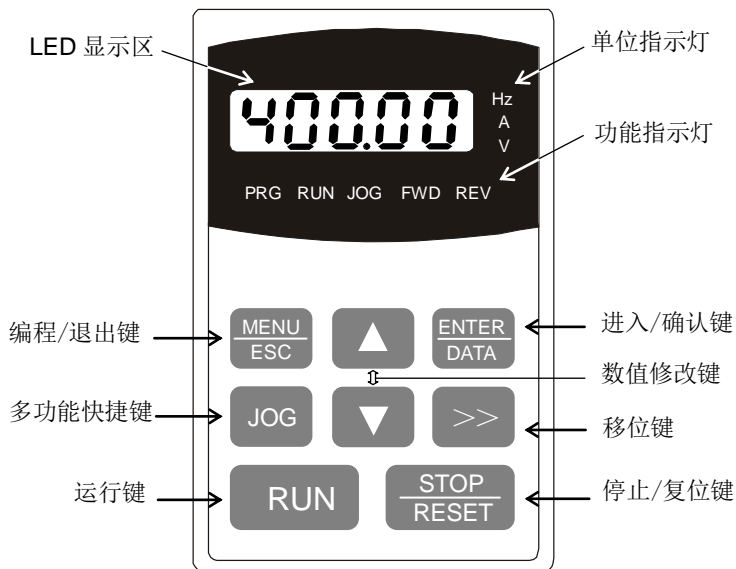 LED 显示区
单位指示灯
400.00
Hz
A
V
功能指示灯
PRG RUN JOG FWD REV
编程/退出键
MENU
ESC
ENTER
DATA
进入/确认键
数值修改键
多功能快捷键
JOG
>>
移位键
运行键
RUN
STOP
RESET
停止/复位键